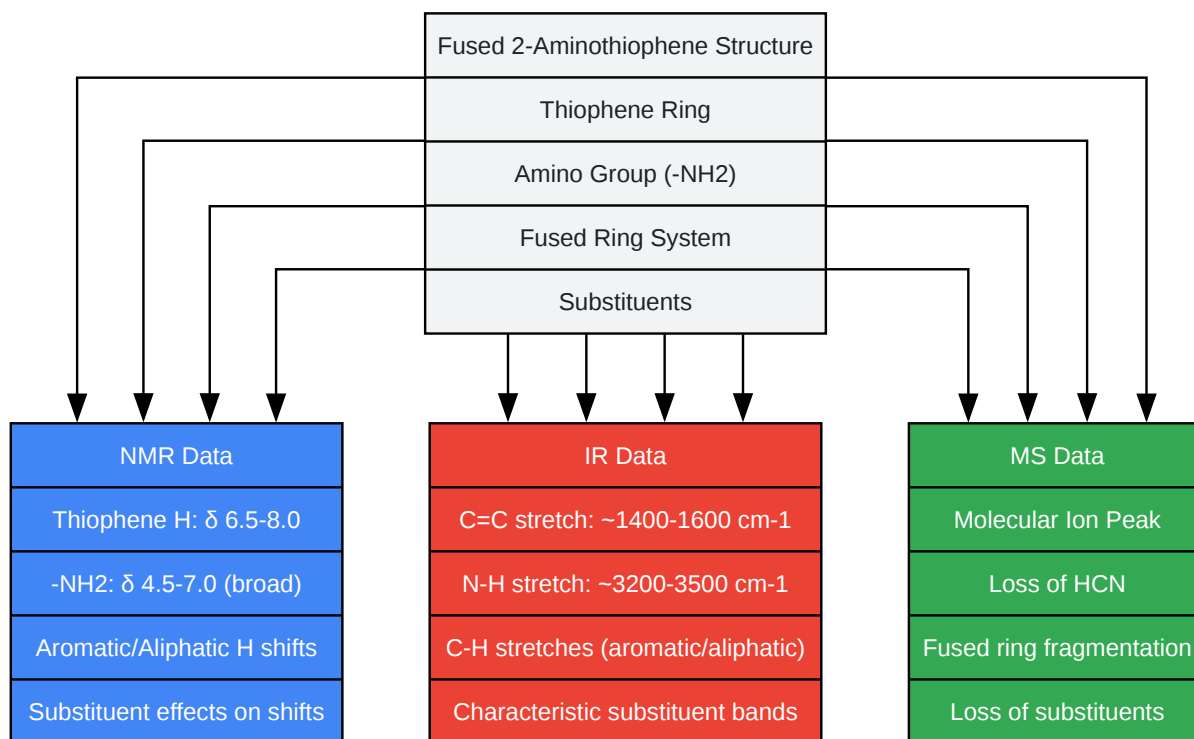 Fused 2-Aminothiophene Structure
Thiophene Ring
Amino Group (-NH2)
Fused Ring System
Substituents
NMR Data
Thiophene H: δ 6.5-8.0
-NH2: δ 4.5-7.0 (broad)
Aromatic/Aliphatic H shifts
Substituent effects on shifts
IR Data
C=C stretch: ~1400-1600 cm-1
N-H stretch: ~3200-3500 cm-1
C-H stretches (aromatic/aliphatic)
Characteristic substituent bands
MS Data
Molecular Ion Peak
Loss of HCN
Fused ring fragmentation
Loss of substituents